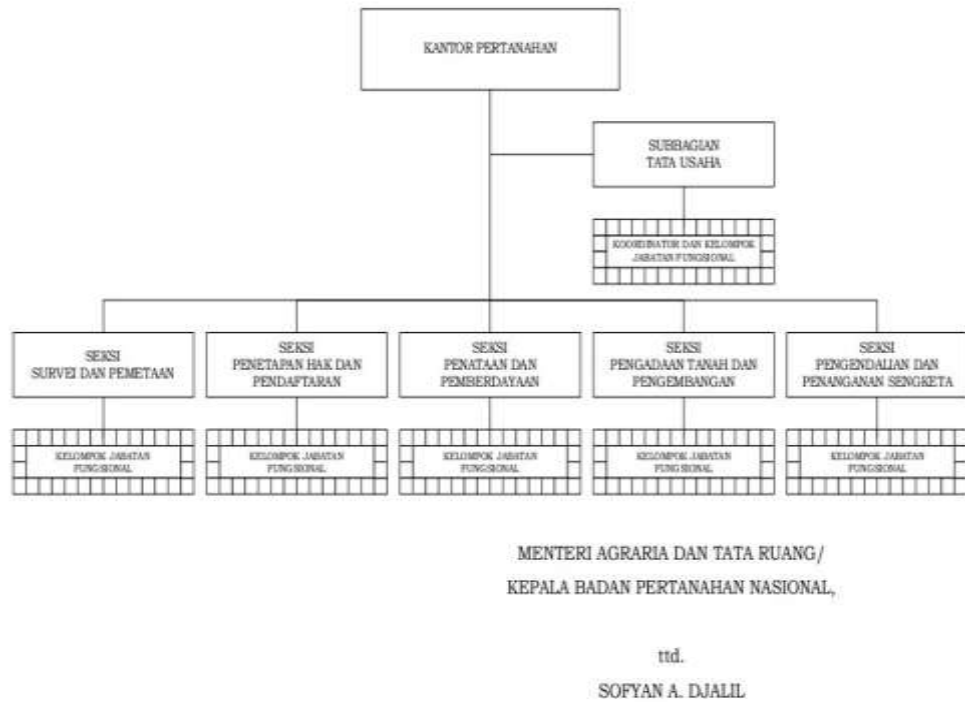 KANTOR PERTANAHAN
SUBBAGIAN
TATA USAHA
KOORDINATOR DAN KELOMPOK
JABATAN FUNGSIONAL
SEKSI
SURVEI DAN PEMETAAN
SEKSI
PENETAPAN HAK DAN
PENDAFTARAN
SEKSI
PENATAAN DAN
PEMBERDAYAAN
SEKSI
PENGADAAN TANAH DAN
PENGEMBANGAN
SEKSI
PENGENDALIAN DAN
PENANGANAN SENGKETA
KELOMPOK JABATAN
FUNGSIONAL
KELOMPOK JABATAN
FUNGSIONAL
KELOMPOK JABATAN
FUNGSIONAL
KELOMPOK JABATAN
FUNGSIONAL
KELOMPOK JABATAN
FUNGSIONAL
MENTERI AGRARIA DAN TATA RUANG/
KEPALA BADAN PERTANAHAN NASIONAL,
ttd.
SOFYAN A. DJALIL